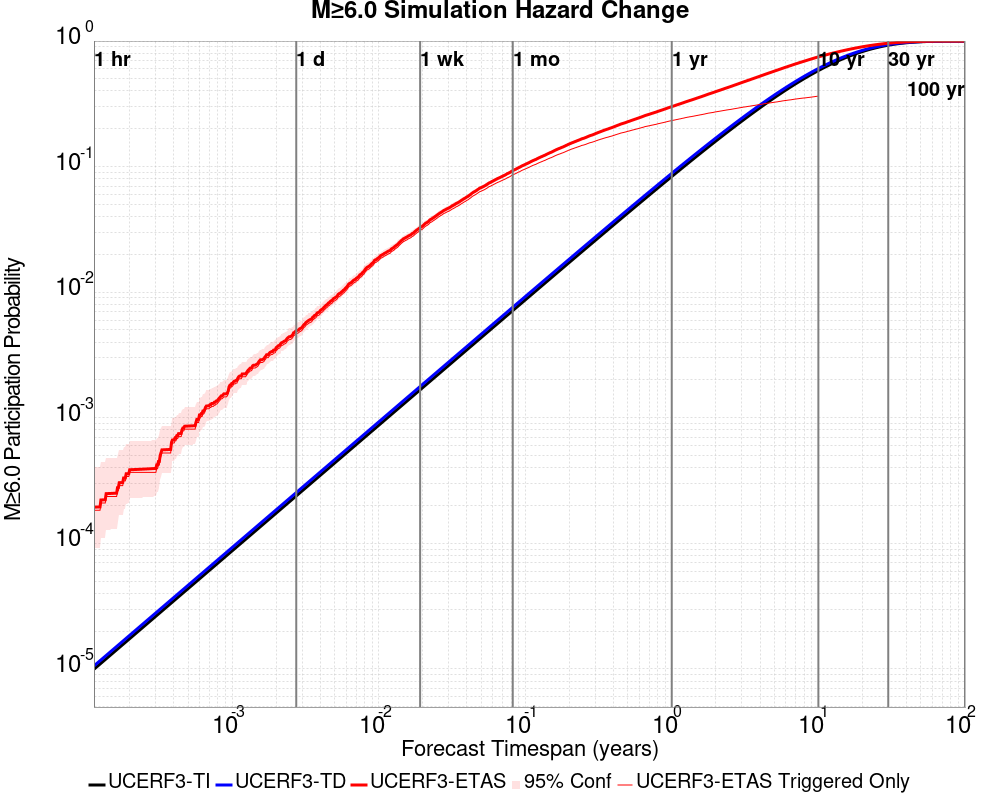 M≥6.0 Simulation Hazard Change
10^0
10^-1
10^-2
10^-3
10^-4
10^-5
M≥6.0 Participation Probability
1 hr
1 d
1 wk
1 mo
1 yr
10 yr
30 yr
100 yr
10^-3
10^-2
10^-1
10^0
10^1
10^2
Forecast Timespan (years)
UCERF3-TI UCERF3-TD UCERF3-ETAS 95% Conf UCERF3-ETAS Triggered Only